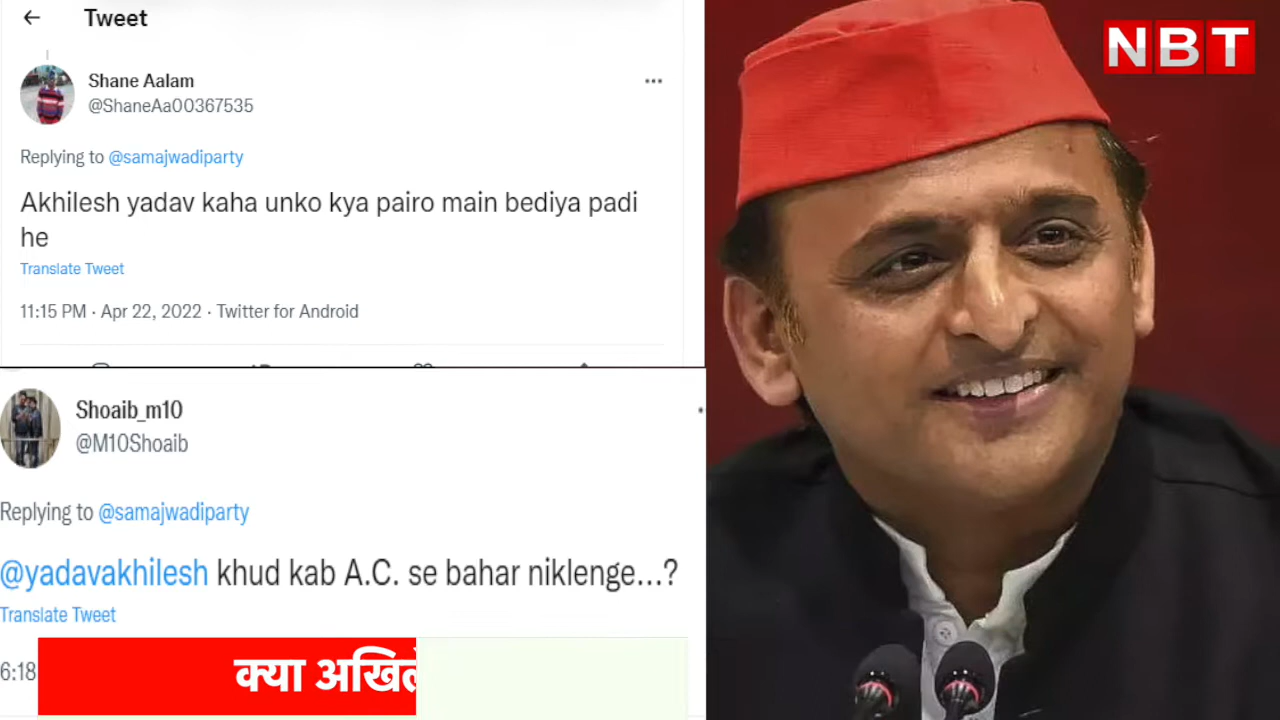 Tweet
Shane Aalam
@ShaneAa00367535
Replying to @samajwadiparty
Akhilesh yadav kaha unko kya pairo main bediya padi
he
Translate Tweet
11:15 PM · Apr 22, 2022 · Twitter for Android
Shoaib_m10
@M10Shoaib
Replying to @samajwadiparty
@yadavakhilesh khud kab A.C. se bahar niklenge...?
Translate Tweet
6:18
क्या
NBT